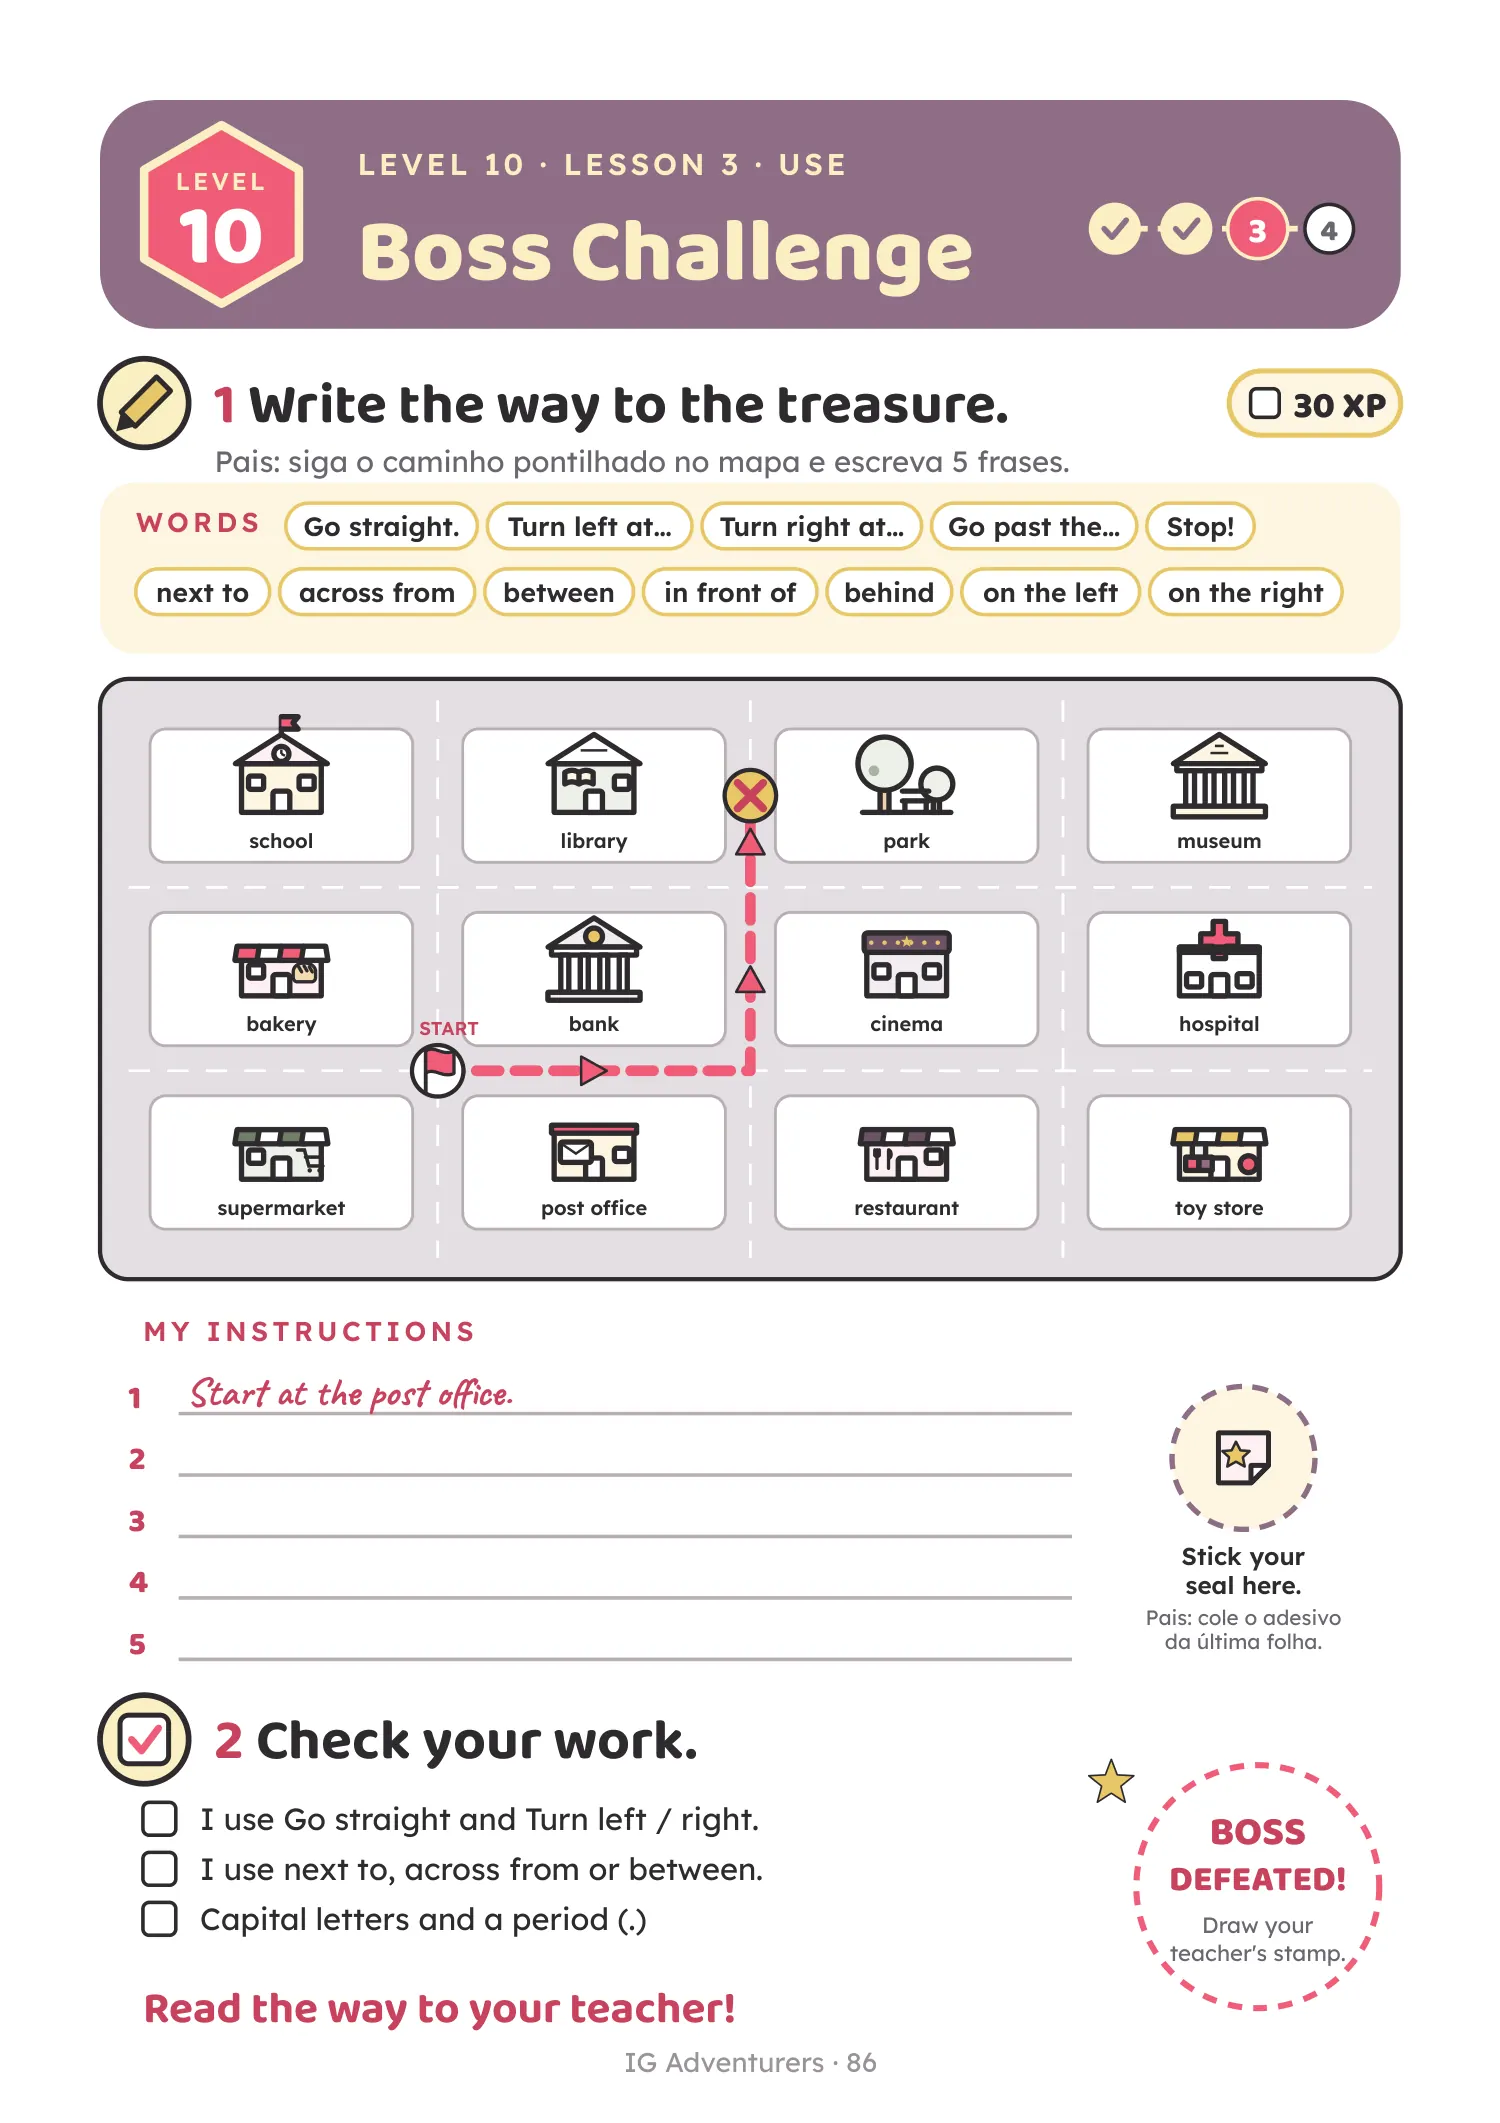 LEVEL 10 · LESSON 3 · USE
LEVEL
10
Boss Challenge
3
4
1 Write the way to the treasure.
30 XP
Pais: siga o caminho pontilhado no mapa e escreva 5 frases.
WORDS Go straight. Turn left at... Turn right at... Go past the... Stop!
next to across from between in front of behind on the left on the right
school library park museum
bakery bank cinema hospital
START
supermarket post office restaurant toy store
MY INSTRUCTIONS
1 Start at the post office.
2
3
4
5
Stick your
seal here.
Pais: cole o adesivo
da última folha.
2 Check your work.
I use Go straight and Turn left / right.
I use next to, across from or between.
Capital letters and a period (.)
BOSS
DEFEATED!
Draw your
teacher's stamp.
Read the way to your teacher!
IG Adventurers · 86